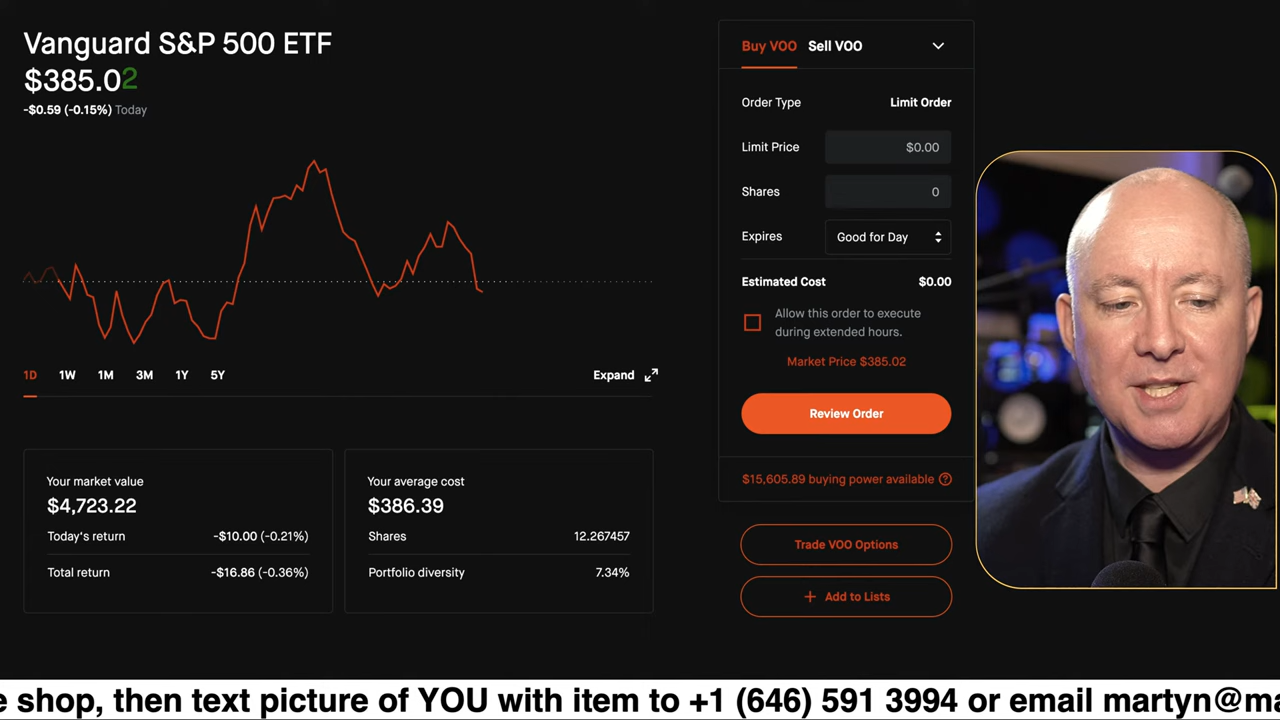 Vanguard S&P 500 ETF
$385.02
-$0.59 (-0.15%) Today
1D 1W 1M 3M 1Y 5Y
Expand
Your market value
$4,723.22
Today's return -$10.00 (-0.21%)
Total return -$16.86 (-0.36%)
Your average cost
$386.39
Shares 12.267457
Portfolio diversity 7.34%
Buy VOO Sell VOO
Order Type Limit Order
Limit Price $0.00
Shares 0
Expires Good for Day
Estimated Cost $0.00
Allow this order to execute
during extended hours.
Market Price $385.02
Review Order
$15,605.89 buying power available
Trade VOO Options
+ Add to Lists
e shop, then text picture of YOU with item to +1 (646) 591 3994 or email martyn@ma